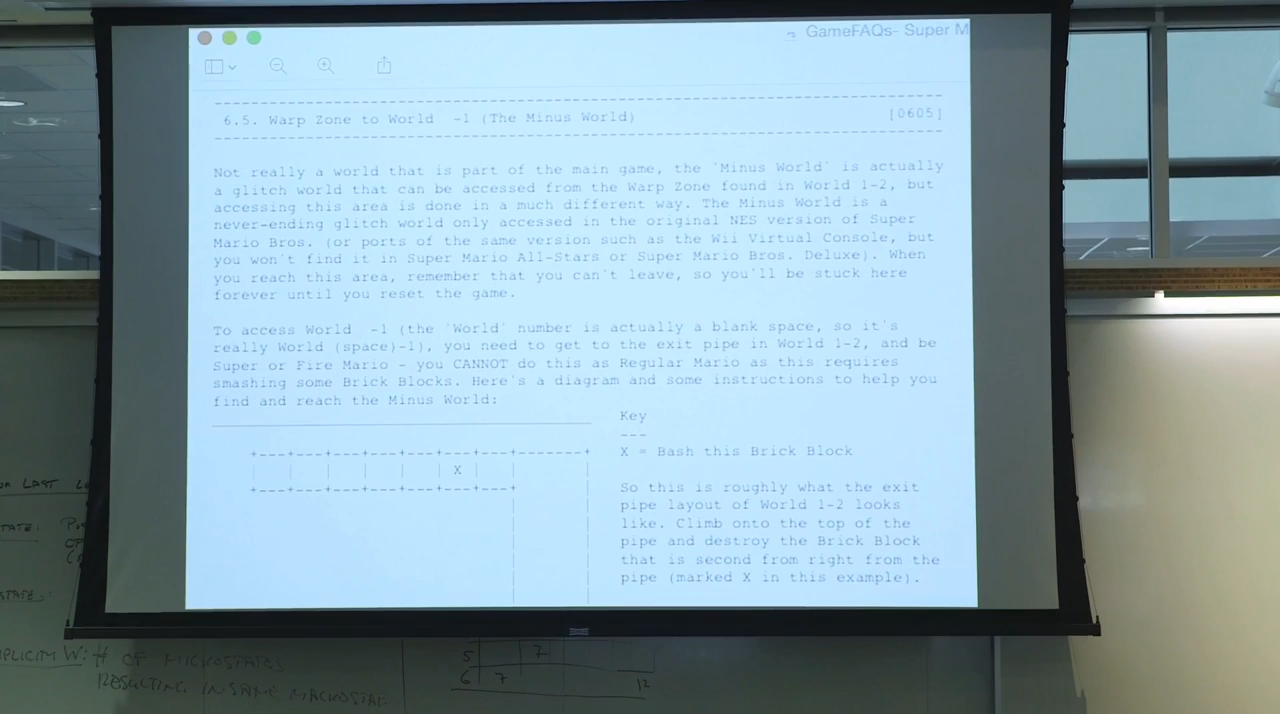 GameFAQs- Super M
6.5. Warp Zone to World  -1 (The Minus World)
[0605]
Not really a world that is part of the main game, the 'Minus World' is actually
a glitch world that can be accessed from the Warp Zone found in World 1-2, but
accessing this area is done in a much different way. The Minus World is a
never-ending glitch world only accessed in the original NES version of Super
Mario Bros. (or ports of the same version such as the Wii Virtual Console, but
you won't find it in Super Mario All-Stars or Super Mario Bros. Deluxe). When
you reach this area, remember that you can't leave, so you'll be stuck here
forever until you reset the game.
To access World  -1 (the 'World' number is actually a blank space, so it's
really World (space)-1), you need to get to the exit pipe in World 1-2, and be
Super or Fire Mario - you CANNOT do this as Regular Mario as this requires
smashing some Brick Blocks. Here's a diagram and some instructions to help you
find and reach the Minus World:
X
Key
---
X = Bash this Brick Block
So this is roughly what the exit
pipe layout of World 1-2 looks
like. Climb onto the top of the
pipe and destroy the Brick Block
that is second from right from the
pipe (marked X in this example).
LAST
TATE:
STATE:
PLICITY W: # OF MICROSTATES
RESULTING IN SAME MACROSTAT
5 7
6 7 12